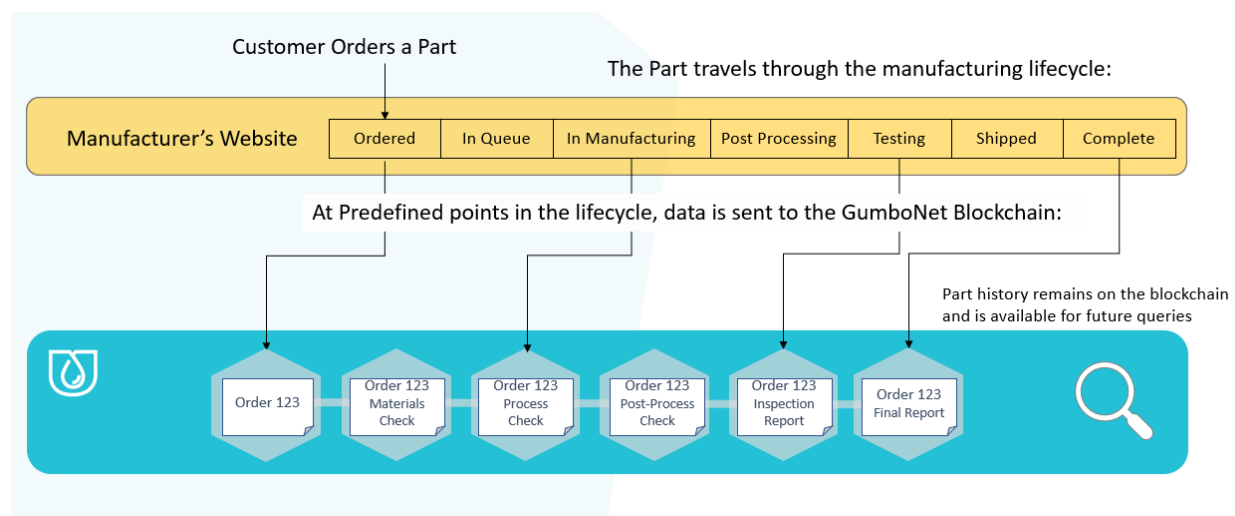 Customer Orders a Part
The Part travels through the manufacturing lifecycle:
Manufacturer's Website
Ordered
In Queue
In Manufacturing
Post Processing
Testing
Shipped
Complete
At Predefined points in the lifecycle, data is sent to the GumboNet Blockchain:
Part history remains on the blockchain
and is available for future queries
Order 123
Order 123
Materials
Check
Order 123
Process
Check
Order 123
Post-Process
Check
Order 123
Inspection
Report
Order 123
Final Report